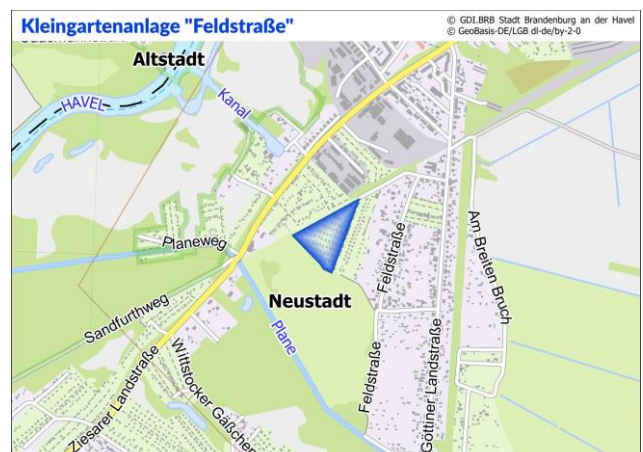 Kleingartenanlage "Feldstraße"
© GDI.BRB Stadt Brandenburg an der Havel
© GeoBasis-DE/LGB dl-de/by-2-0
Altstadt
HAVEL
Kanal
Planeweg
Sandfurthweg
Neustadt
Plane
Feldstraße
Am Breiten Bruch
Feldstraße
Göttiner Landstraße
Wittstocker Gäßchen
Ziesarer Landstraße